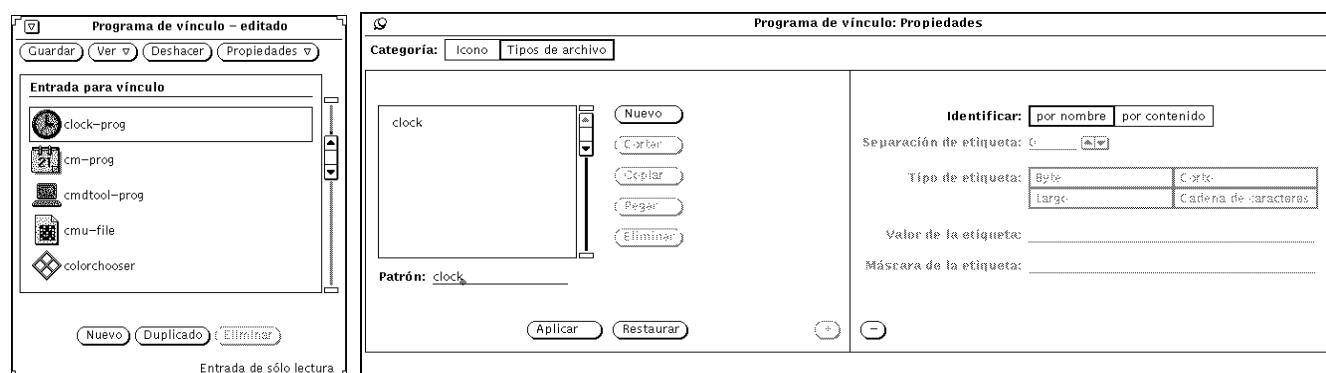 Programa de vínculo – editado
Guardar Ver Deshacer Propiedades
Entrada para vínculo
clock–prog
cm–prog
cmdtool–prog
cmu–file
colorchooser
Nuevo Duplicado Eliminar
Entrada de sólo lectura
Programa de vínculo: Propiedades
Categoría: Icono Tipos de archivo
clock
Nuevo
Cortar
Copiar
Pegar
Eliminar
Patrón: clock
Aplicar Restaurar
+
Identificar: por nombre por contenido
Separación de etiqueta: 0
Tipo de etiqueta: Byte Corto
Largo Cadena de caracteres
Valor de la etiqueta:
Máscara de la etiqueta:
−